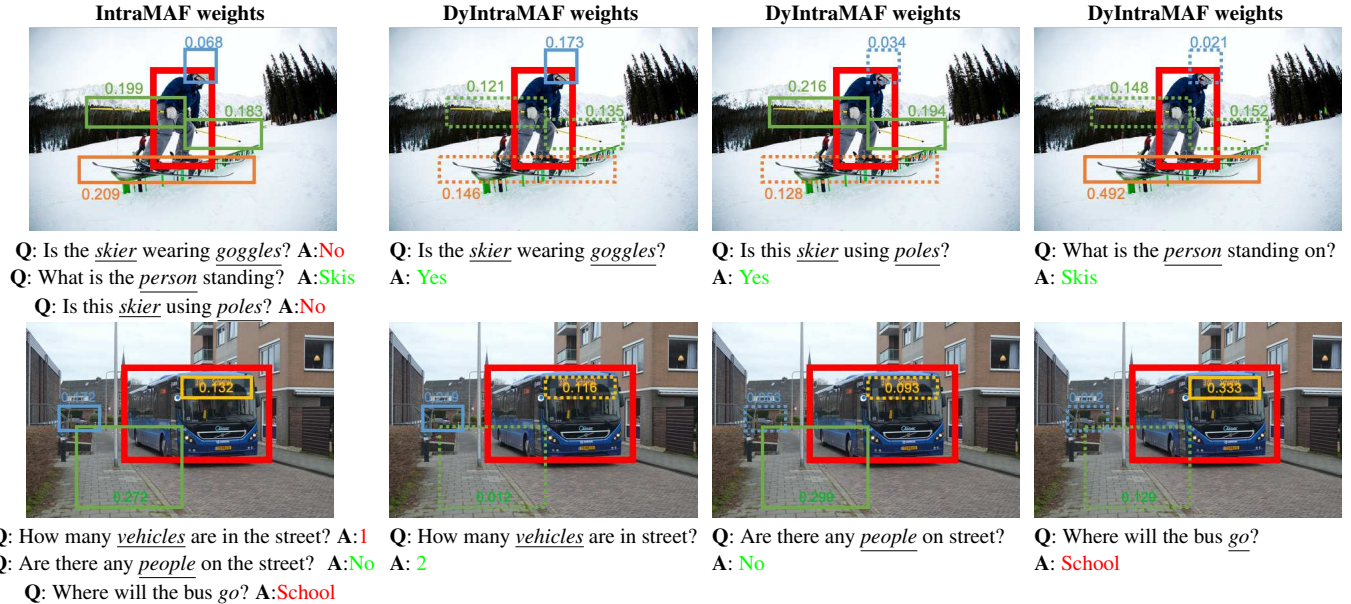 IntraMAF weights DyIntraMAF weights DyIntraMAF weights DyIntraMAF weights
0.068 0.173 0.034 0.021
0.199 0.121 0.216 0.148
0.183 0.135 0.194 0.152
0.209 0.146 0.128 0.492
Q: Is the skier wearing goggles? A:No Q: Is the skier wearing goggles? Q: Is this skier using poles? Q: What is the person standing on?
Q: What is the person standing? A:Skis A: Yes A: Yes A: Skis
Q: Is this skier using poles? A:No
0.132 0.116 0.093 0.333
0.272 0.012 0.299 0.129
: How many vehicles are in the street? A:1 Q: How many vehicles are in street? Q: Are there any people on street? Q: Where will the bus go?
Q: Are there any people on the street? A:No A: 2 A: No A: School
Q: Where will the bus go? A:School